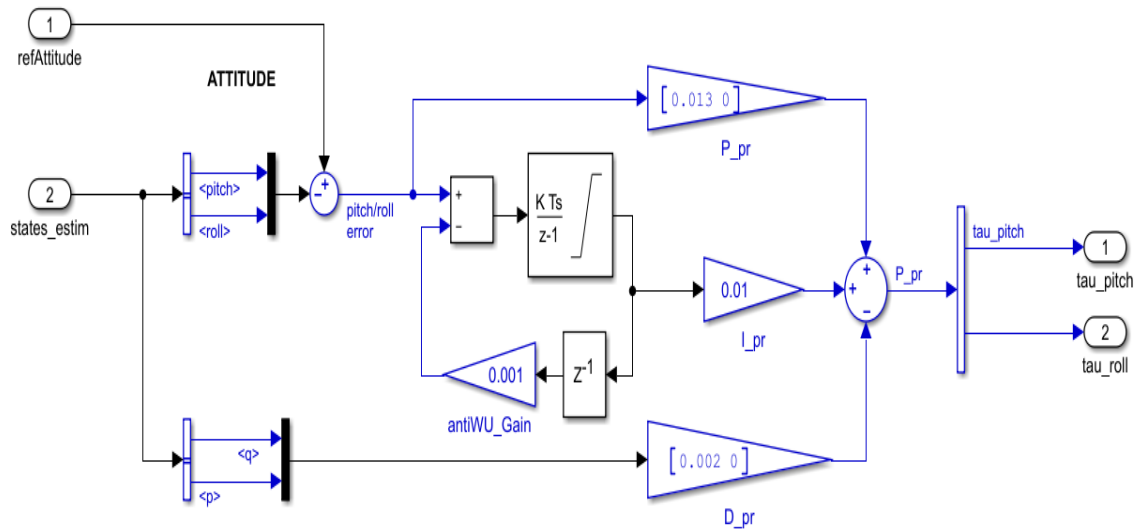 1
refAttitude
ATTITUDE
[0.013 0]
P_pr
<pitch>
<roll>
2
states_estim
+
−
pitch/roll
error
+
−
K Ts
z-1
0.01
I_pr
+
+
−
P_pr
tau_pitch
1
tau_pitch
2
tau_roll
0.001
antiWU_Gain
Z-1
<q>
<p>
[0.002 0]
D_pr